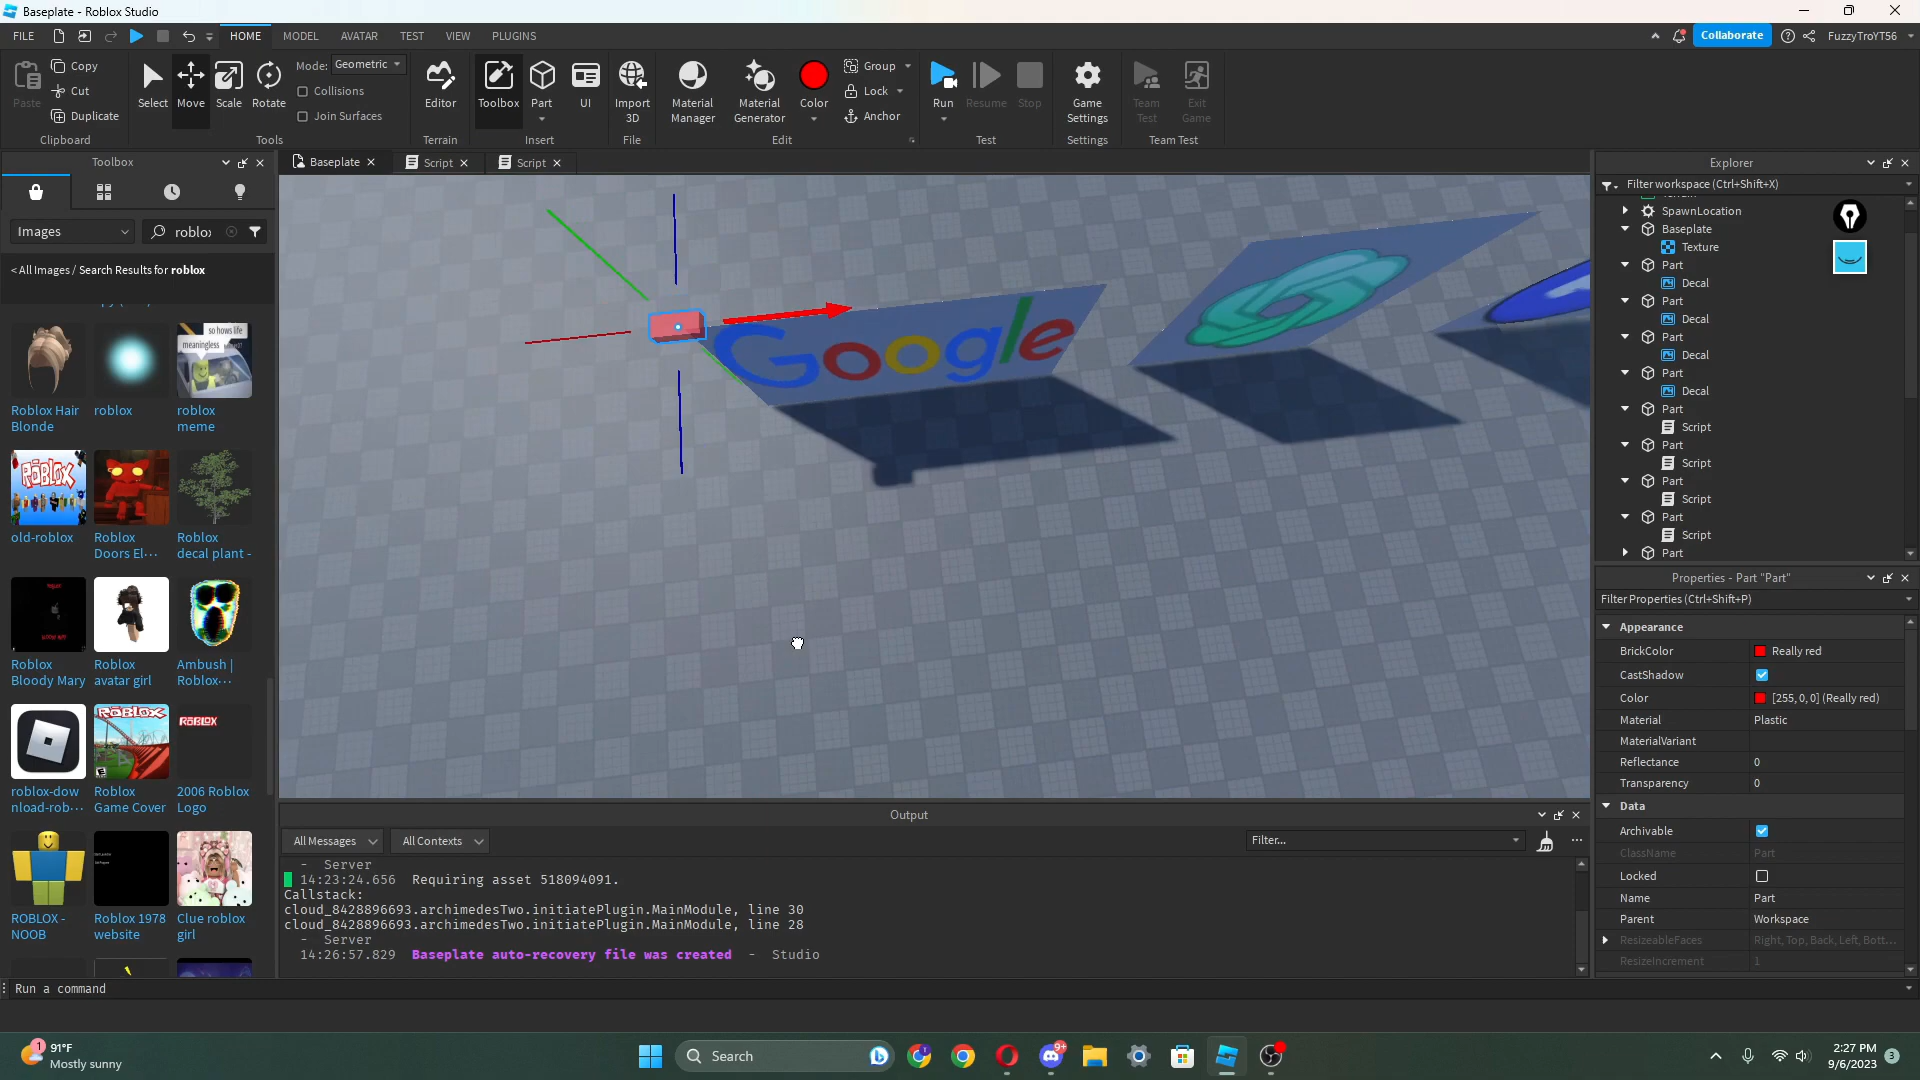 Baseplate - Roblox Studio
FILE
HOME
MODEL
AVATAR
TEST
VIEW
PLUGINS
Collaborate
FuzzyTroYT56
Paste
Copy
Cut
Duplicate
Clipboard
Select
Move
Scale
Rotate
Mode:
Geometric
Collisions
Join Surfaces
Tools
Editor
Terrain
Toolbox
Part
UI
Insert
Import
3D
File
Material
Manager
Material
Generator
Color
Group
Lock
Anchor
Edit
Run
Resume
Stop
Test
Game
Settings
Settings
Team
Test
Exit
Game
Team Test
Toolbox
Images
roblox
< All Images / Search Results for roblox
Roblox Hair
Blonde
roblox
so hows life
meaningless
roblox
meme
ROBLOX
old-roblox
Roblox
Doors El···
Roblox
decal plant -
Roblox
Bloody Mary
Roblox
avatar girl
Ambush |
Roblox···
roblox-dow
nload-rob···
ROBLOX
Roblox
Game Cover
ROBLOX
2006 Roblox
Logo
ROBLOX -
NOOB
Roblox 1978
website
Clue roblox
girl
Baseplate
Script
Script
Google
Output
All Messages
All Contexts
Filter...
- Server
14:23:24.656 Requiring asset 518094091.
Callstack:
cloud_8428896693.archimedesTwo.initiatePlugin.MainModule, line 30
cloud_8428896693.archimedesTwo.initiatePlugin.MainModule, line 28
- Server
14:26:57.829 Baseplate auto-recovery file was created - Studio
Run a command
Explorer
Filter workspace (Ctrl+Shift+X)
SpawnLocation
Baseplate
Texture
Part
Decal
Part
Decal
Part
Decal
Part
Decal
Part
Script
Part
Script
Part
Script
Part
Script
Part
Properties - Part "Part"
Filter Properties (Ctrl+Shift+P)
Appearance
BrickColor Really red
CastShadow
Color [255, 0, 0] (Really red)
Material Plastic
MaterialVariant
Reflectance 0
Transparency 0
Data
Archivable
ClassName Part
Locked
Name Part
Parent Workspace
ResizeableFaces Right, Top, Back, Left, Bott...
ResizeIncrement 1
1
91°F
Mostly sunny
Search
9+
2:27 PM
9/6/2023
3